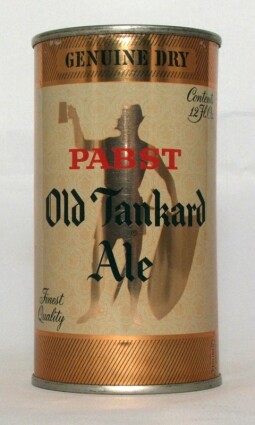 GENUINE DRY
Contents
12 Fl. Oz.
PABST
Old Tankard
Ale
Finest
Quality